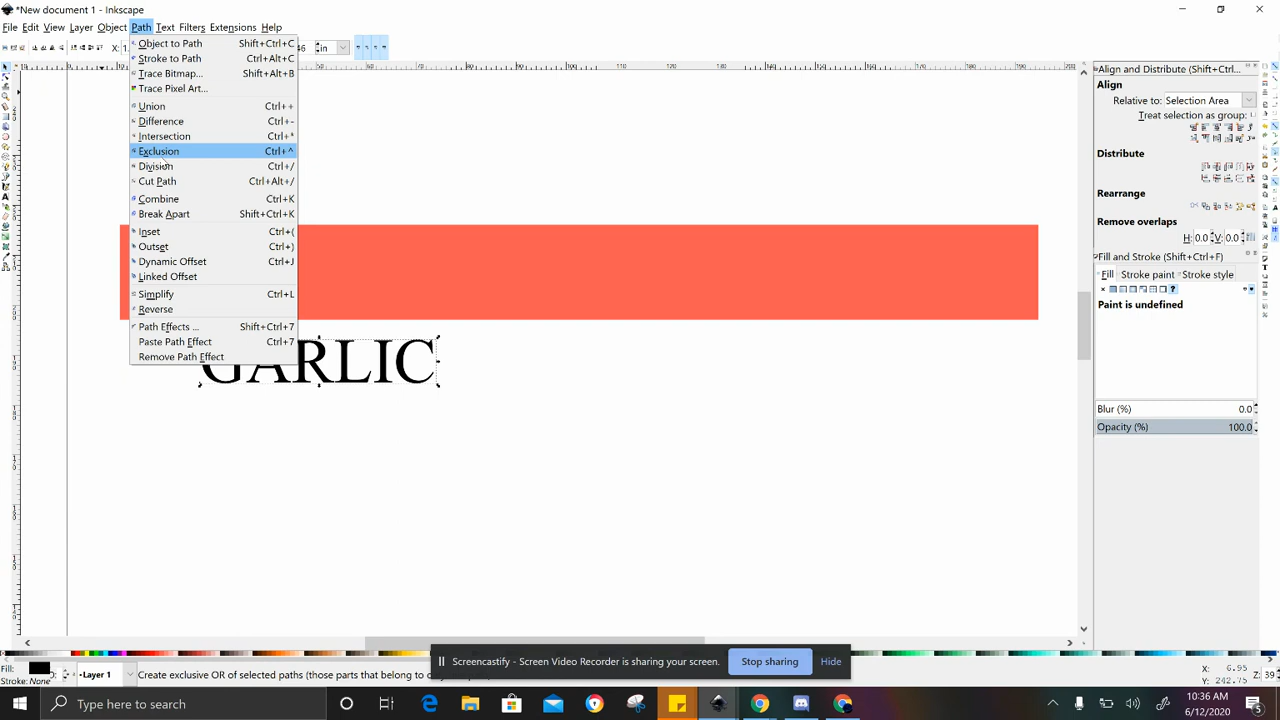 *New document 1 - Inkscape
File Edit View Layer Object Path Text Filters Extensions Help
Object to Path Shift+Ctrl+C
Stroke to Path Ctrl+Alt+C
Trace Bitmap... Shift+Alt+B
Trace Pixel Art...
Union Ctrl++
Difference Ctrl+-
Intersection Ctrl+*
Exclusion Ctrl+^
Division Ctrl+/
Cut Path Ctrl+Alt+/
Combine Ctrl+K
Break Apart Shift+Ctrl+K
Inset Ctrl+(
Outset Ctrl+)
Dynamic Offset Ctrl+J
Linked Offset
Simplify Ctrl+L
Reverse
Path Effects ... Shift+Ctrl+7
Paste Path Effect Ctrl+7
Remove Path Effect
in
GARLIC
Align and Distribute (Shift+Ctrl...
Align
Relative to: Selection Area
Treat selection as group:
Distribute
Rearrange
Remove overlaps
H: 0.0 V: 0.0
Fill and Stroke (Shift+Ctrl+F)
Fill Stroke paint Stroke style
Paint is undefined
Blur (%) 0.0
Opacity (%) 100.0
Screencastify - Screen Video Recorder is sharing your screen. Stop sharing Hide
Fill:
Stroke: None
Layer 1
Create exclusive OR of selected paths (those parts that belong to
X: 6.95
Y: 242.75
Z: 39
Type here to search
10:36 AM
6/12/2020